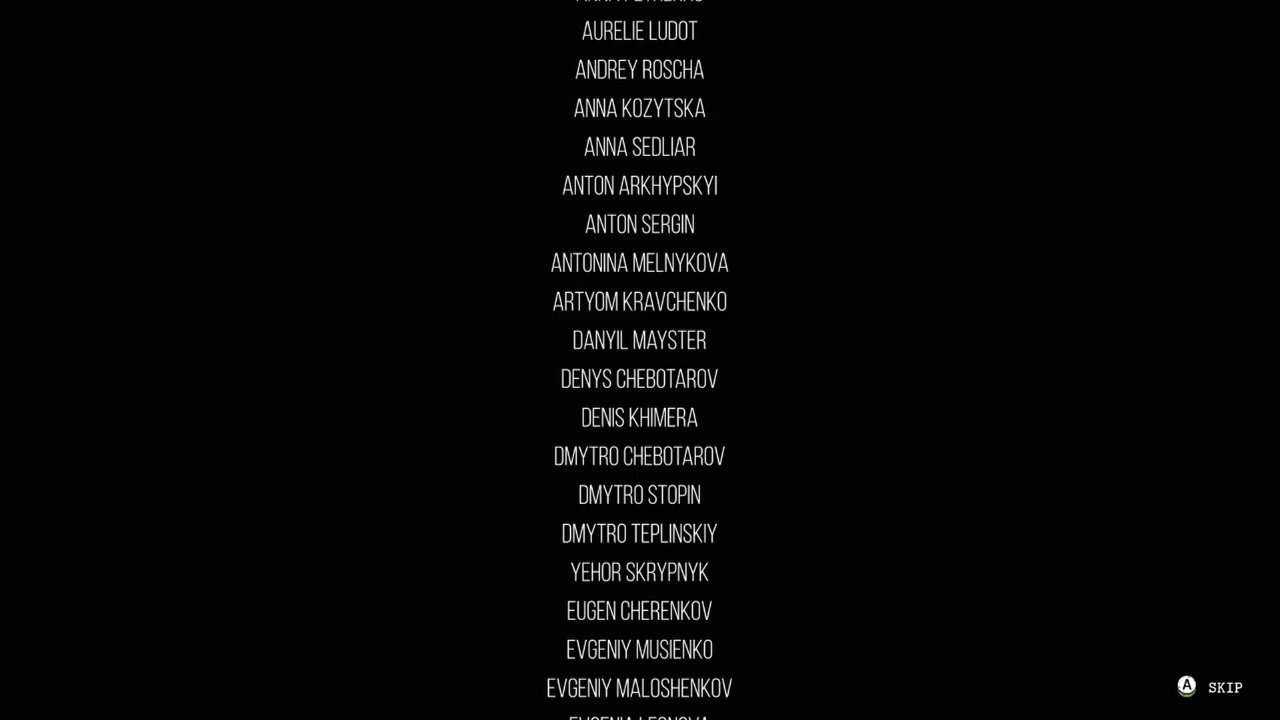 AURELIE LUDOT
ANDREY ROSCHA
ANNA KOZYTSKA
ANNA SEDLIAR
ANTON ARKHYPSKYI
ANTON SERGIN
ANTONINA MELNYKOVA
ARTYOM KRAVCHENKO
DANYIL MAYSTER
DENYS CHEBOTAROV
DENIS KHIMERA
DMYTRO CHEBOTAROV
DMYTRO STOPIN
DMYTRO TEPLINSKIY
YEHOR SKRYPNYK
EUGEN CHERENKOV
EVGENIY MUSIENKO
EVGENIY MALOSHENKOV
A SKIP